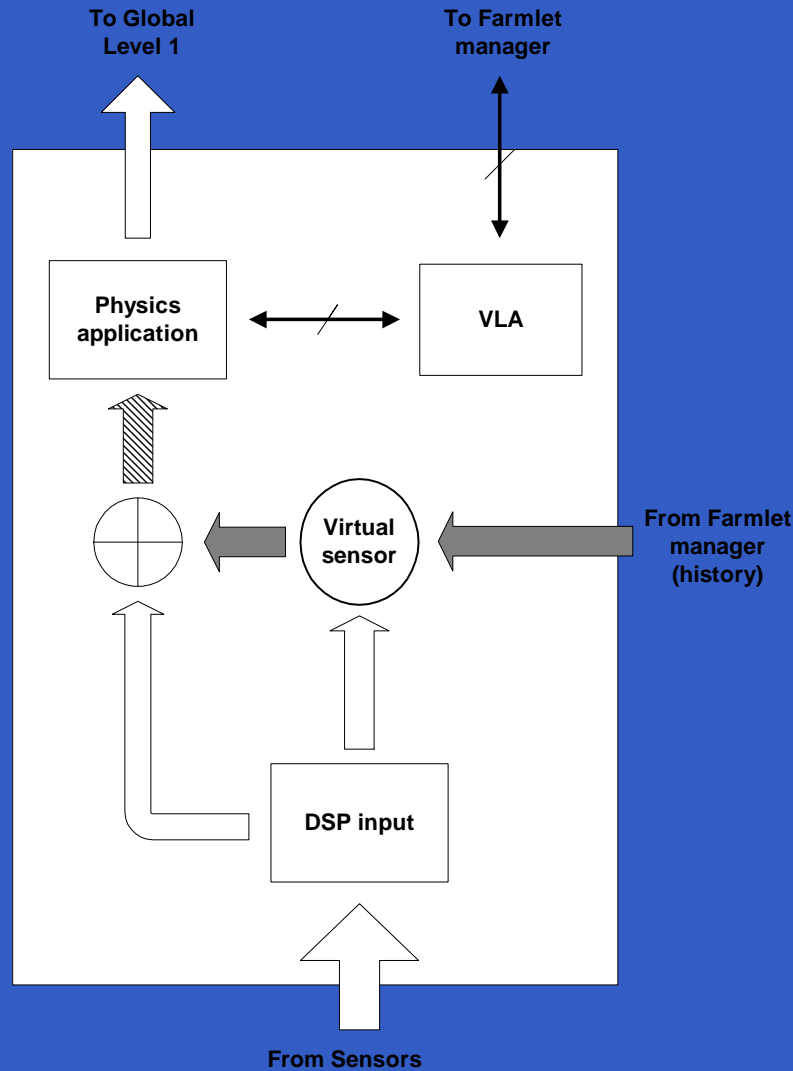 To Global
Level 1
To Farmlet
manager
Physics
application
VLA
Virtual
sensor
From Farmlet
manager
(history)
DSP input
From Sensors